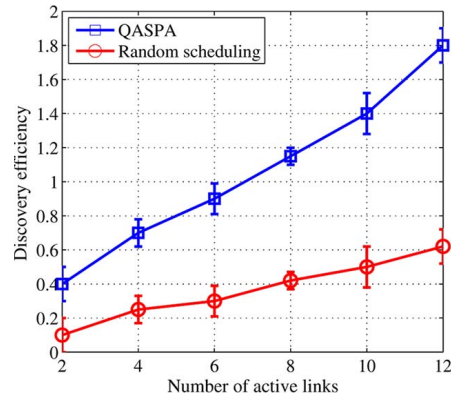 2
1.8
1.6
1.4
1.2
1
0.8
0.6
0.4
0.2
0
Discovery efficiency
QASPA
Random scheduling
2 4 6 8 10 12
Number of active links